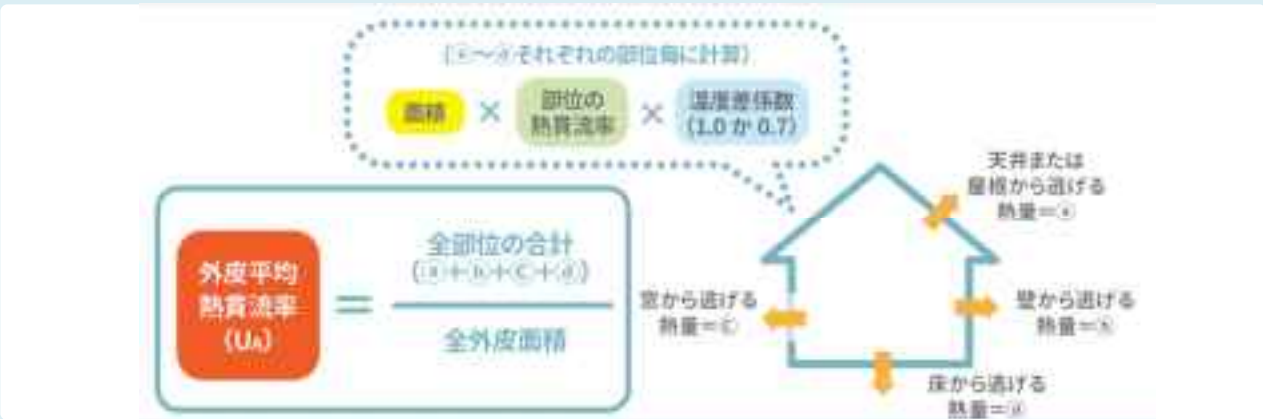 (ⓐ〜ⓓそれぞれの部位毎に計算)
面積 × 部位の熱貫流率 × 温度差係数(1.0 か 0.7)
外皮平均
熱貫流率
(UA)
=
全部位の合計
(ⓐ+ⓑ+ⓒ+ⓓ)
全外皮面積
天井または
屋根から逃げる
熱量=ⓐ
窓から逃げる
熱量=ⓒ
壁から逃げる
熱量=ⓑ
床から逃げる
熱量=ⓓ